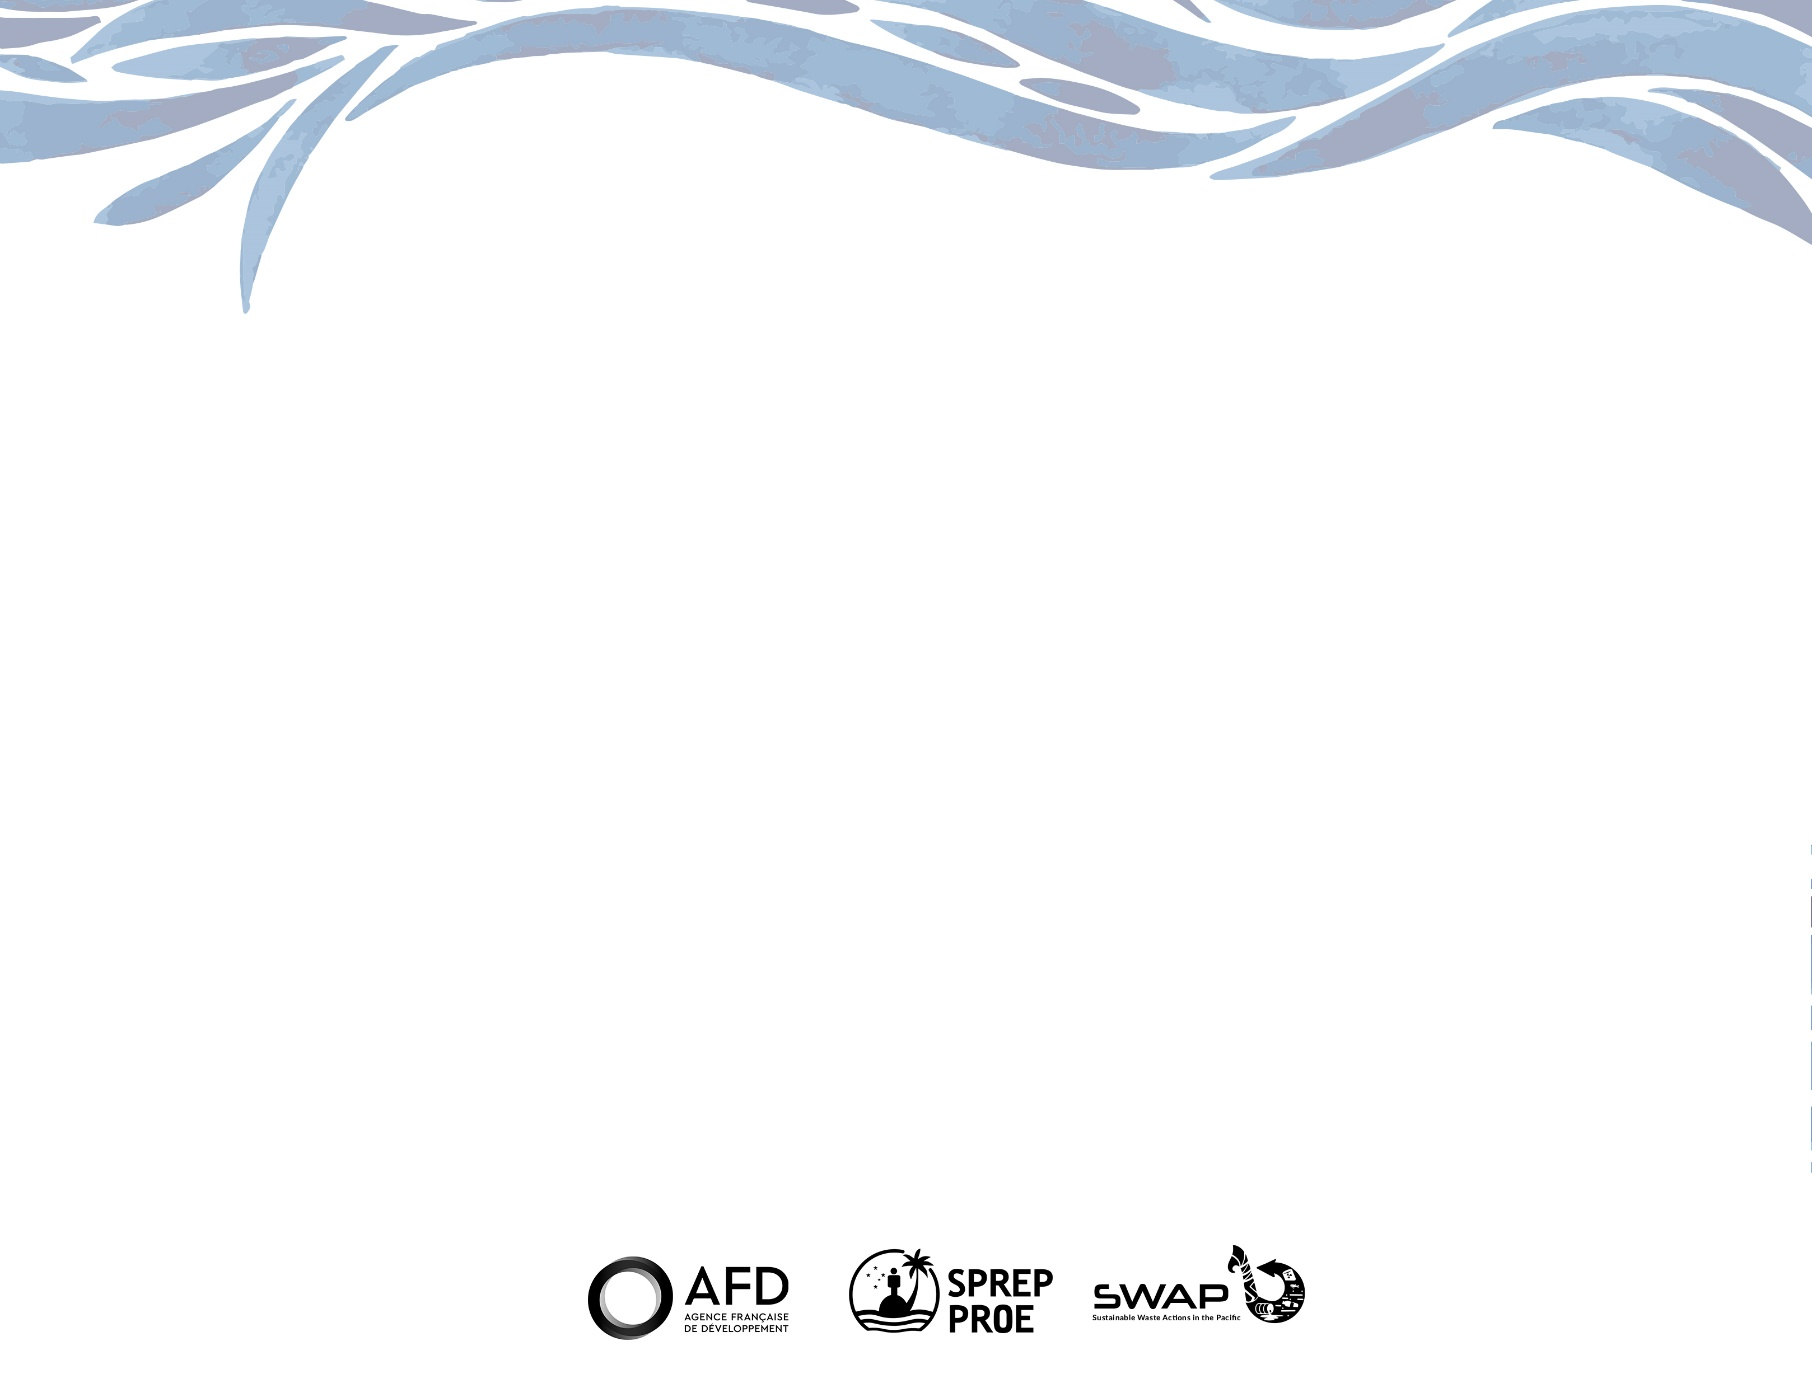 AFD
AGENCE FRANÇAISE
DE DÉVELOPPEMENT
SPREP
PROE
SWAP
Sustainable Waste Actions in the Pacific